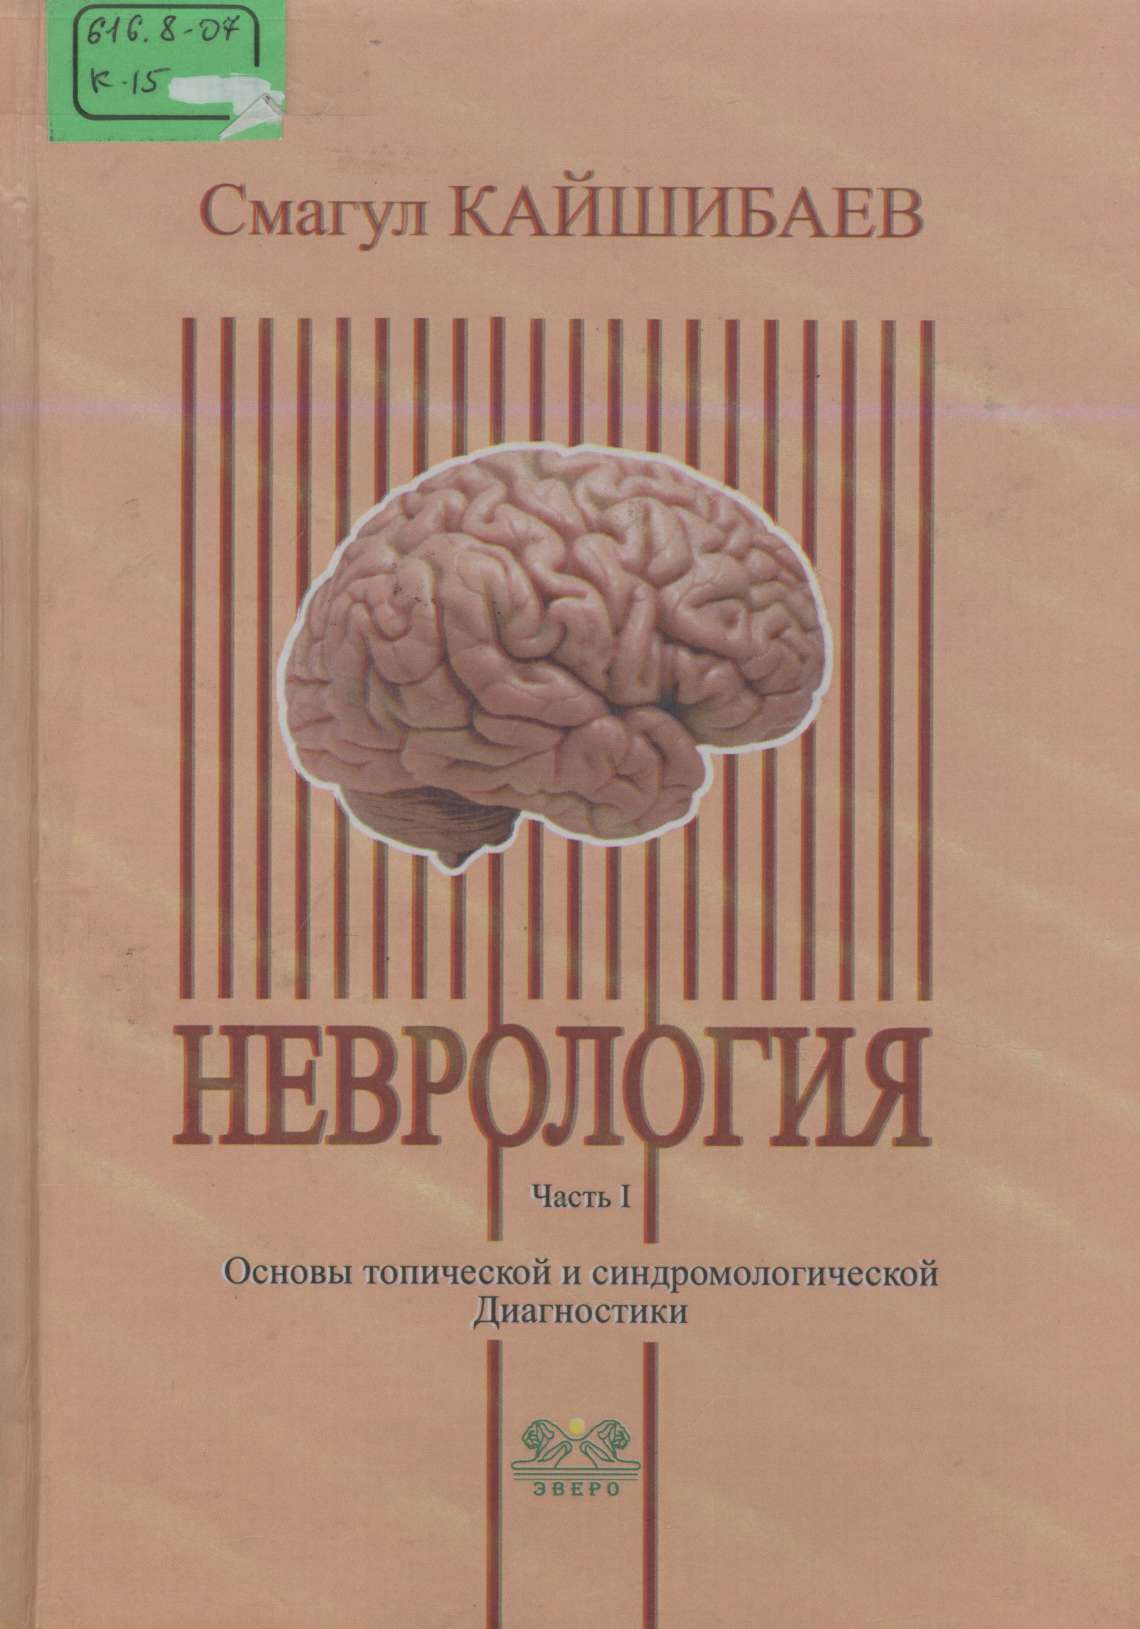 616.8-07
К-15
Смагул КАЙШИБАЕВ
НЕВРОЛОГИЯ
Часть I
Основы топической и синдромологической
Диагностики
ЭВЕРО